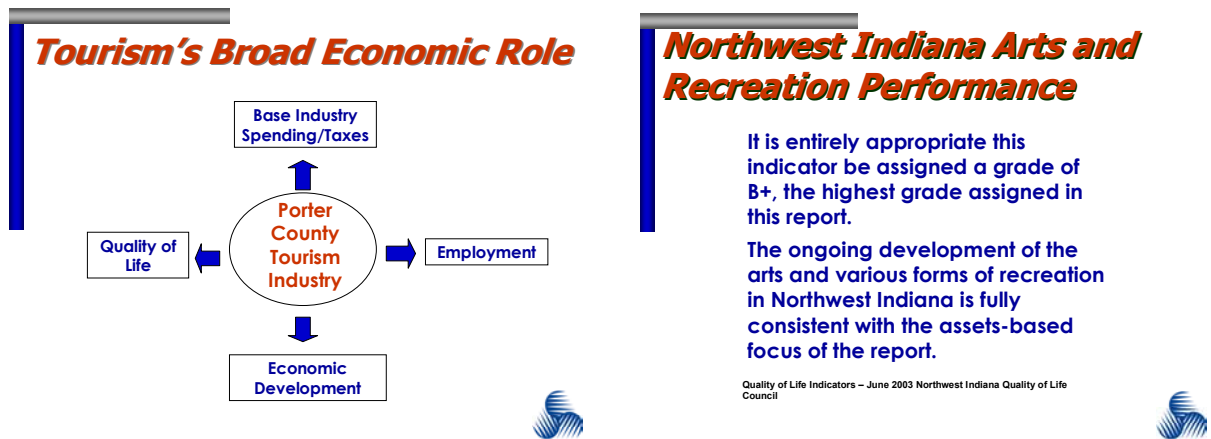 Tourism's Broad Economic Role
Base Industry
Spending/Taxes
Porter
County
Tourism
Industry
Quality of
Life
Employment
Economic
Development
Northwest Indiana Arts and
Recreation Performance
It is entirely appropriate this
indicator be assigned a grade of
B+, the highest grade assigned in
this report.
The ongoing development of the
arts and various forms of recreation
in Northwest Indiana is fully
consistent with the assets-based
focus of the report.
Quality of Life Indicators – June 2003 Northwest Indiana Quality of Life
Council